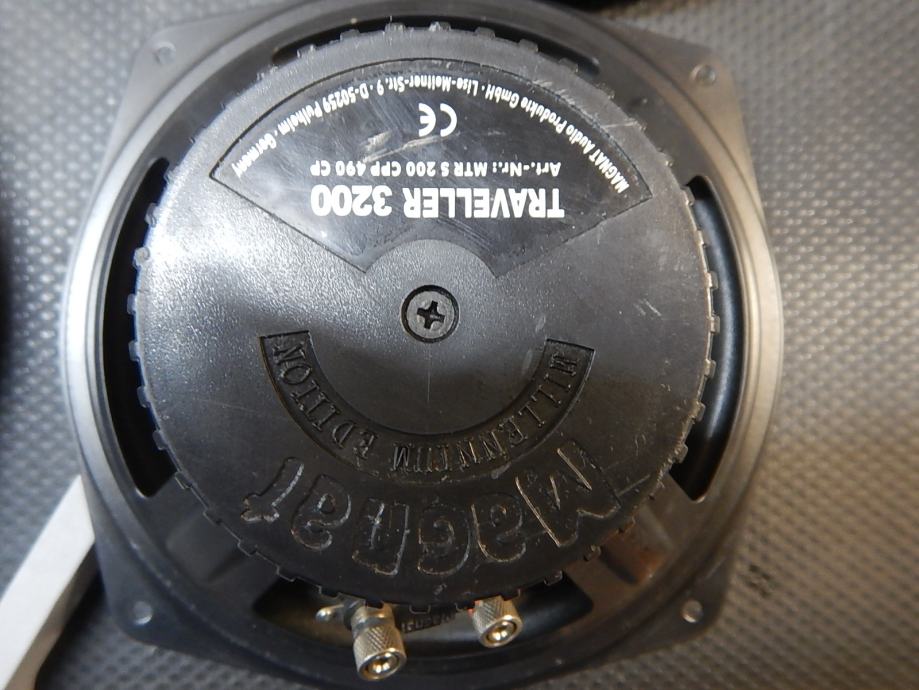 Magnat
MILLENNIUM EDITION
TRAVELLER 3200
Art.-Nr.: MTR S 200 CPP 490 CP
CE
MAGNAT Audio Produkte GmbH · Lise-Meitner-Str. 9 · D-50259 Pulheim · Germany